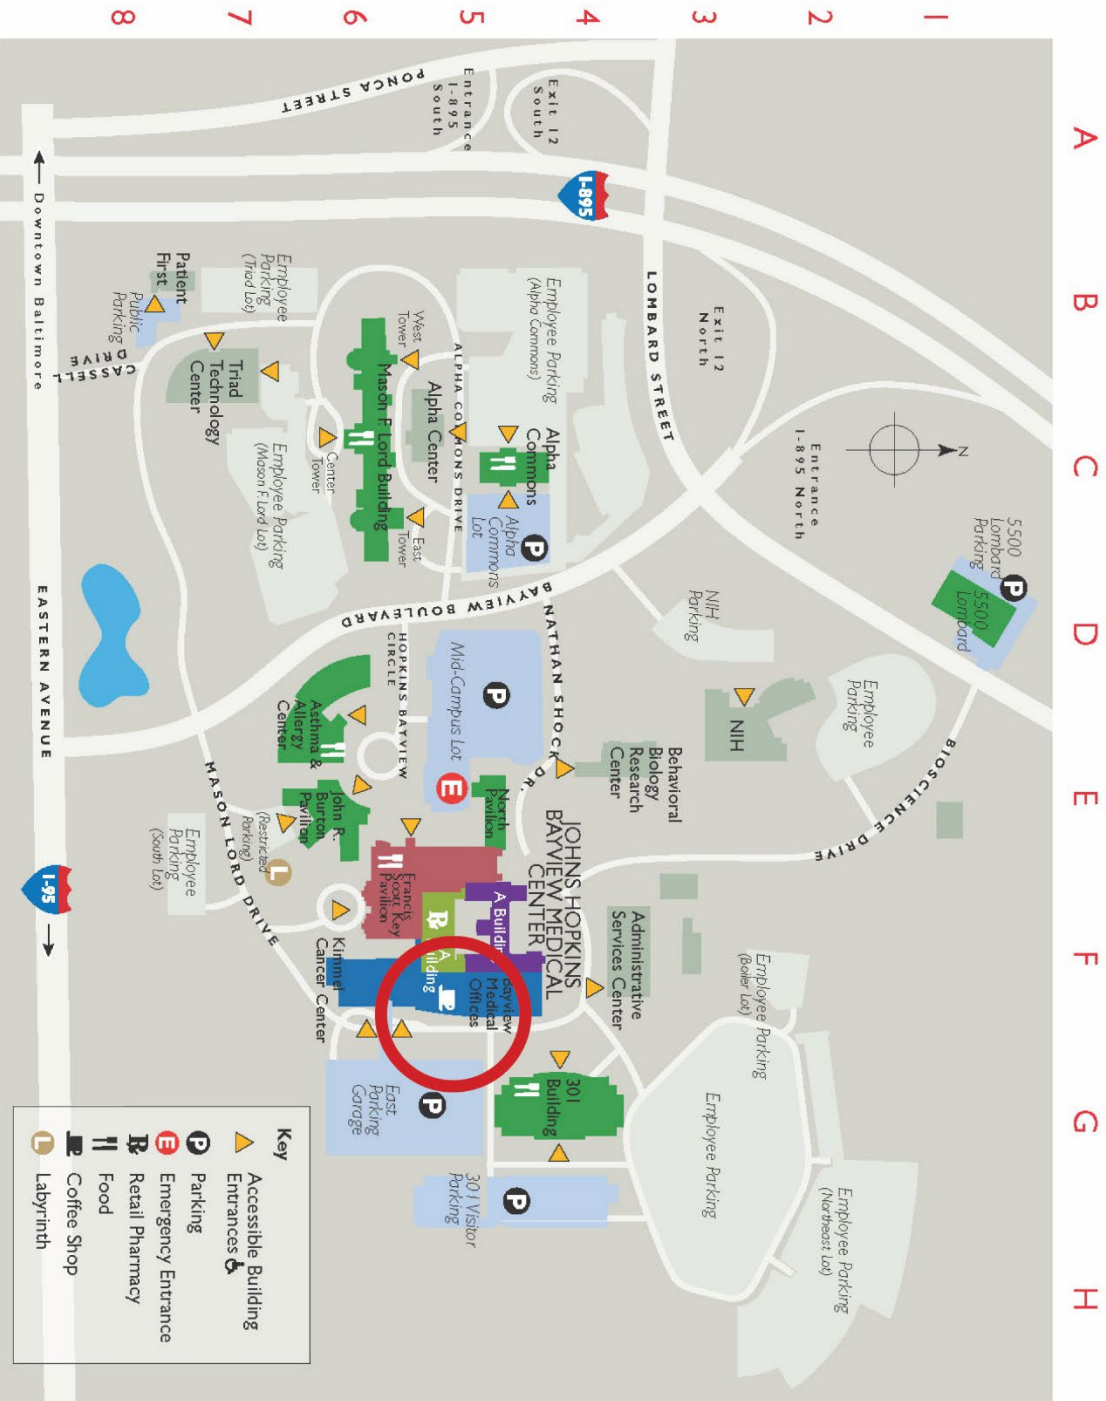 A
B
C
D
E
F
G
H
1
2
3
4
5
6
7
8
N
5500
Lombard
Parking
P
5500
Lombard
Entrance
I-895 North
Exit 12
North
Exit 12
South
Entrance
I-895
South
I-895
PONCA STREET
LOMBARD STREET
BIOSCIENCE DRIVE
Employee
Parking
NIH
Parking
NIH
Behavioral
Biology
Research
Center
Employee Parking
(Alpha Commons)
Alpha
Commons
Alpha
Commons
Lot
P
ALPHA COMMONS DRIVE
Alpha Center
West
Tower
East
Tower
Mason F. Lord Building
Center
Tower
Employee
Parking
(Triad Lot)
Patient
First
Public
Parking
Triad
Technology
Center
Employee Parking
(Mason F. Lord Lot)
CASSELL
DRIVE
BAYVIEW BOULEVARD
NATHAN SHOCK DR.
HOPKINS BAYVIEW
CIRCLE
Mid-Campus Lot
P
E
North
Pavilion
JOHNS HOPKINS
BAYVIEW MEDICAL
CENTER
Asthma &
Allergy
Center
John R.
Burton
Pavilion
(Restricted
Parking)
L
Employee
Parking
(South Lot)
MASON LORD DRIVE
Francis
Scott Key
Pavilion
A Building
A
Building
Bayview
Medical
Offices
Kimmel
Cancer Center
Administrative
Services Center
Employee Parking
(Boiler Lot)
Employee Parking
Employee Parking
(Northeast Lot)
301
Building
P
East
Parking
Garage
P
301 Visitor
Parking
Downtown Baltimore
EASTERN AVENUE
I-95
Key
Accessible Building
Entrances
P Parking
E Emergency Entrance
Retail Pharmacy
Food
Coffee Shop
L Labyrinth